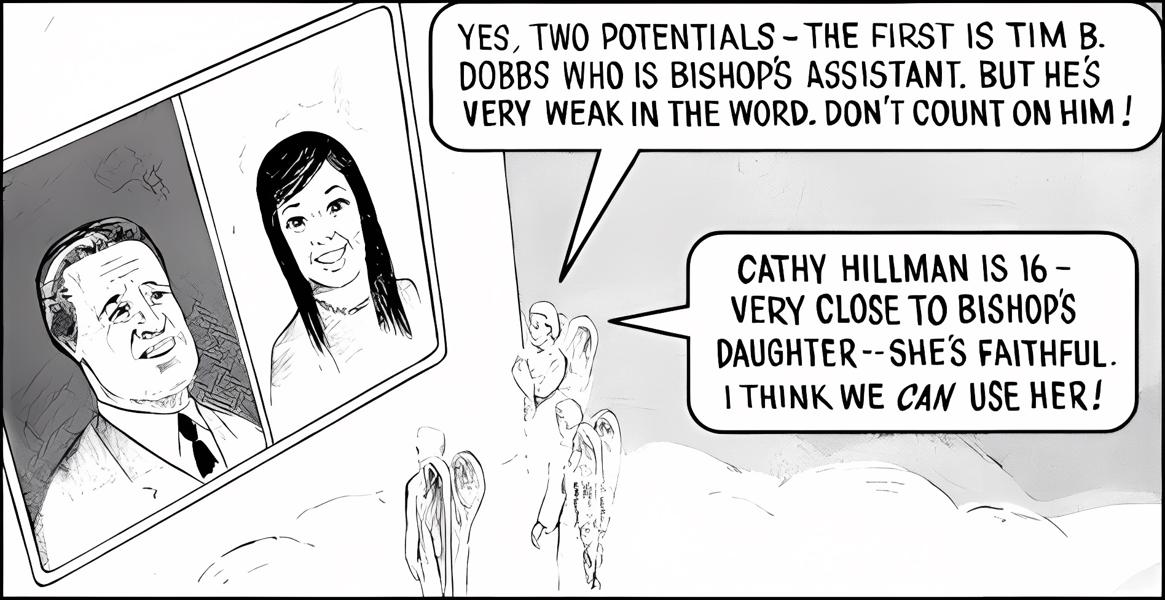 YES, TWO POTENTIALS – THE FIRST IS TIM B.
DOBBS WHO IS BISHOP'S ASSISTANT. BUT HE'S
VERY WEAK IN THE WORD. DON'T COUNT ON HIM!
CATHY HILLMAN IS 16 –
VERY CLOSE TO BISHOP'S
DAUGHTER--SHE'S FAITHFUL.
I THINK WE CAN USE HER!